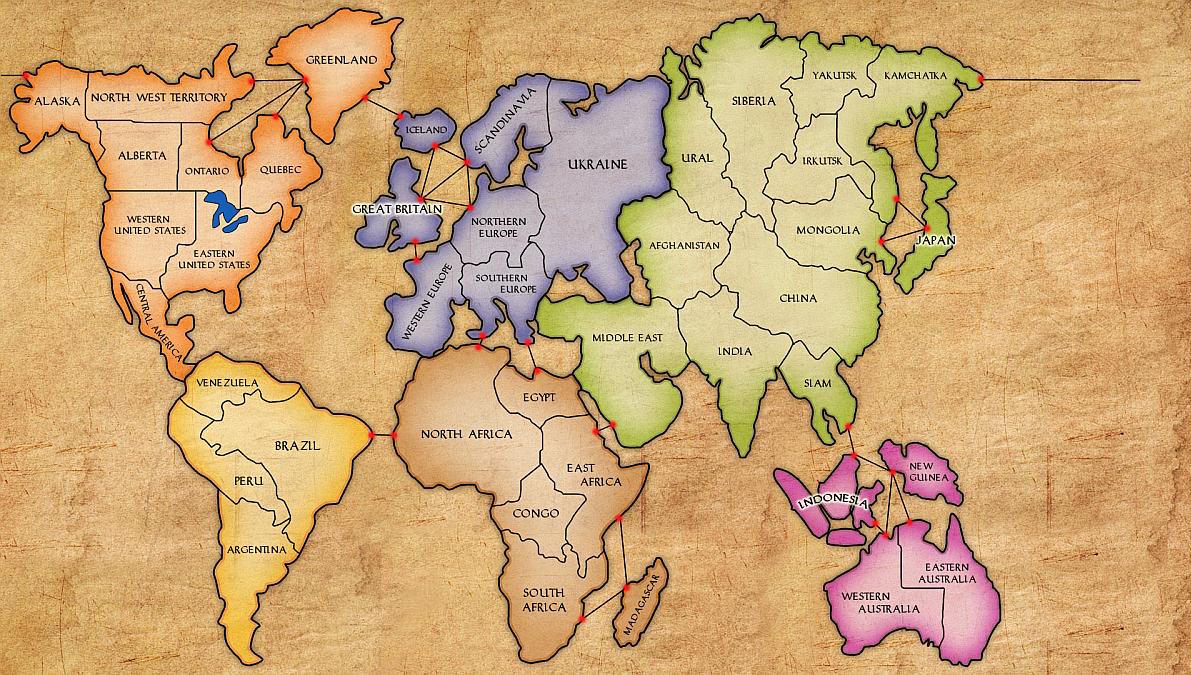 GREENLAND
ALASKA
NORTH WEST TERRITORY
ALBERTA
ONTARIO
QUEBEC
WESTERN
UNITED STATES
EASTERN
UNITED STATES
CENTRAL AMERICA
VENEZUELA
BRAZIL
PERU
ARGENTINA
ICELAND
SCANDINAVIA
UKRAINE
GREAT BRITAIN
NORTHERN
EUROPE
SOUTHERN
EUROPE
WESTERN EUROPE
NORTH AFRICA
EGYPT
EAST
AFRICA
CONGO
SOUTH
AFRICA
MADAGASCAR
SIBERIA
YAKUTSK
KAMCHATKA
URAL
IRKUTSK
MONGOLIA
JAPAN
AFGHANISTAN
CHINA
MIDDLE EAST
INDIA
SIAM
INDONESIA
NEW
GUINEA
WESTERN
AUSTRALIA
EASTERN
AUSTRALIA